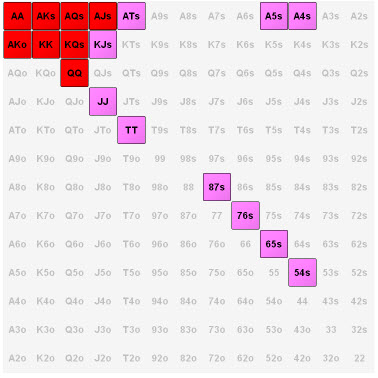 AA AKs AQs AJs ATs A9s A8s A7s A6s A5s A4s A3s A2s
AKo KK KQs KJs KTs K9s K8s K7s K6s K5s K4s K3s K2s
AQo KQo QQ QJs QTs Q9s Q8s Q7s Q6s Q5s Q4s Q3s Q2s
AJo KJo QJo JJ JTs J9s J8s J7s J6s J5s J4s J3s J2s
ATo KTo QTo JTo TT T9s T8s T7s T6s T5s T4s T3s T2s
A9o K9o Q9o J9o T9o 99 98s 97s 96s 95s 94s 93s 92s
A8o K8o Q8o J8o T8o 98o 88 87s 86s 85s 84s 83s 82s
A7o K7o Q7o J7o T7o 97o 87o 77 76s 75s 74s 73s 72s
A6o K6o Q6o J6o T6o 96o 86o 76o 66 65s 64s 63s 62s
A5o K5o Q5o J5o T5o 95o 85o 75o 65o 55 54s 53s 52s
A4o K4o Q4o J4o T4o 94o 84o 74o 64o 54o 44 43s 42s
A3o K3o Q3o J3o T3o 93o 83o 73o 63o 53o 43o 33 32s
A2o K2o Q2o J2o T2o 92o 82o 72o 62o 52o 42o 32o 22